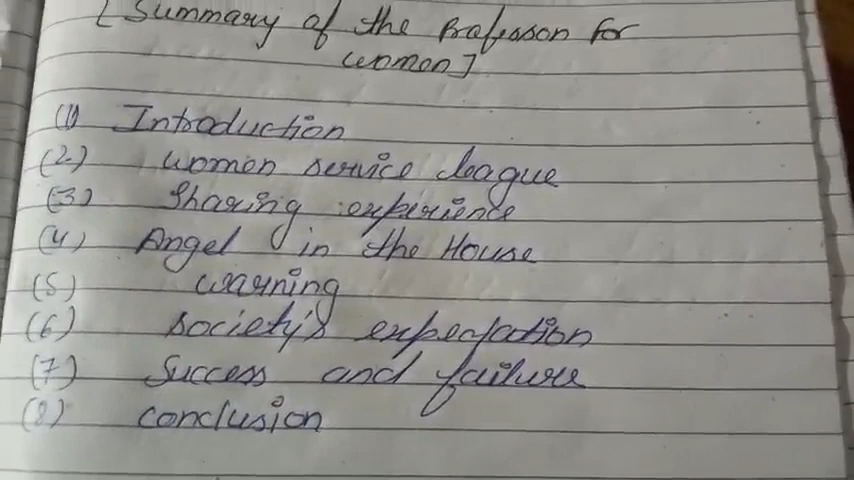 [Summary of the Professon for
women]
(1) Introduction
(2) women service league
(3) Sharing experience
(4) Angel in the House
(5) warning
(6) society's expectation
(7) Success and failure
(8) conclusion